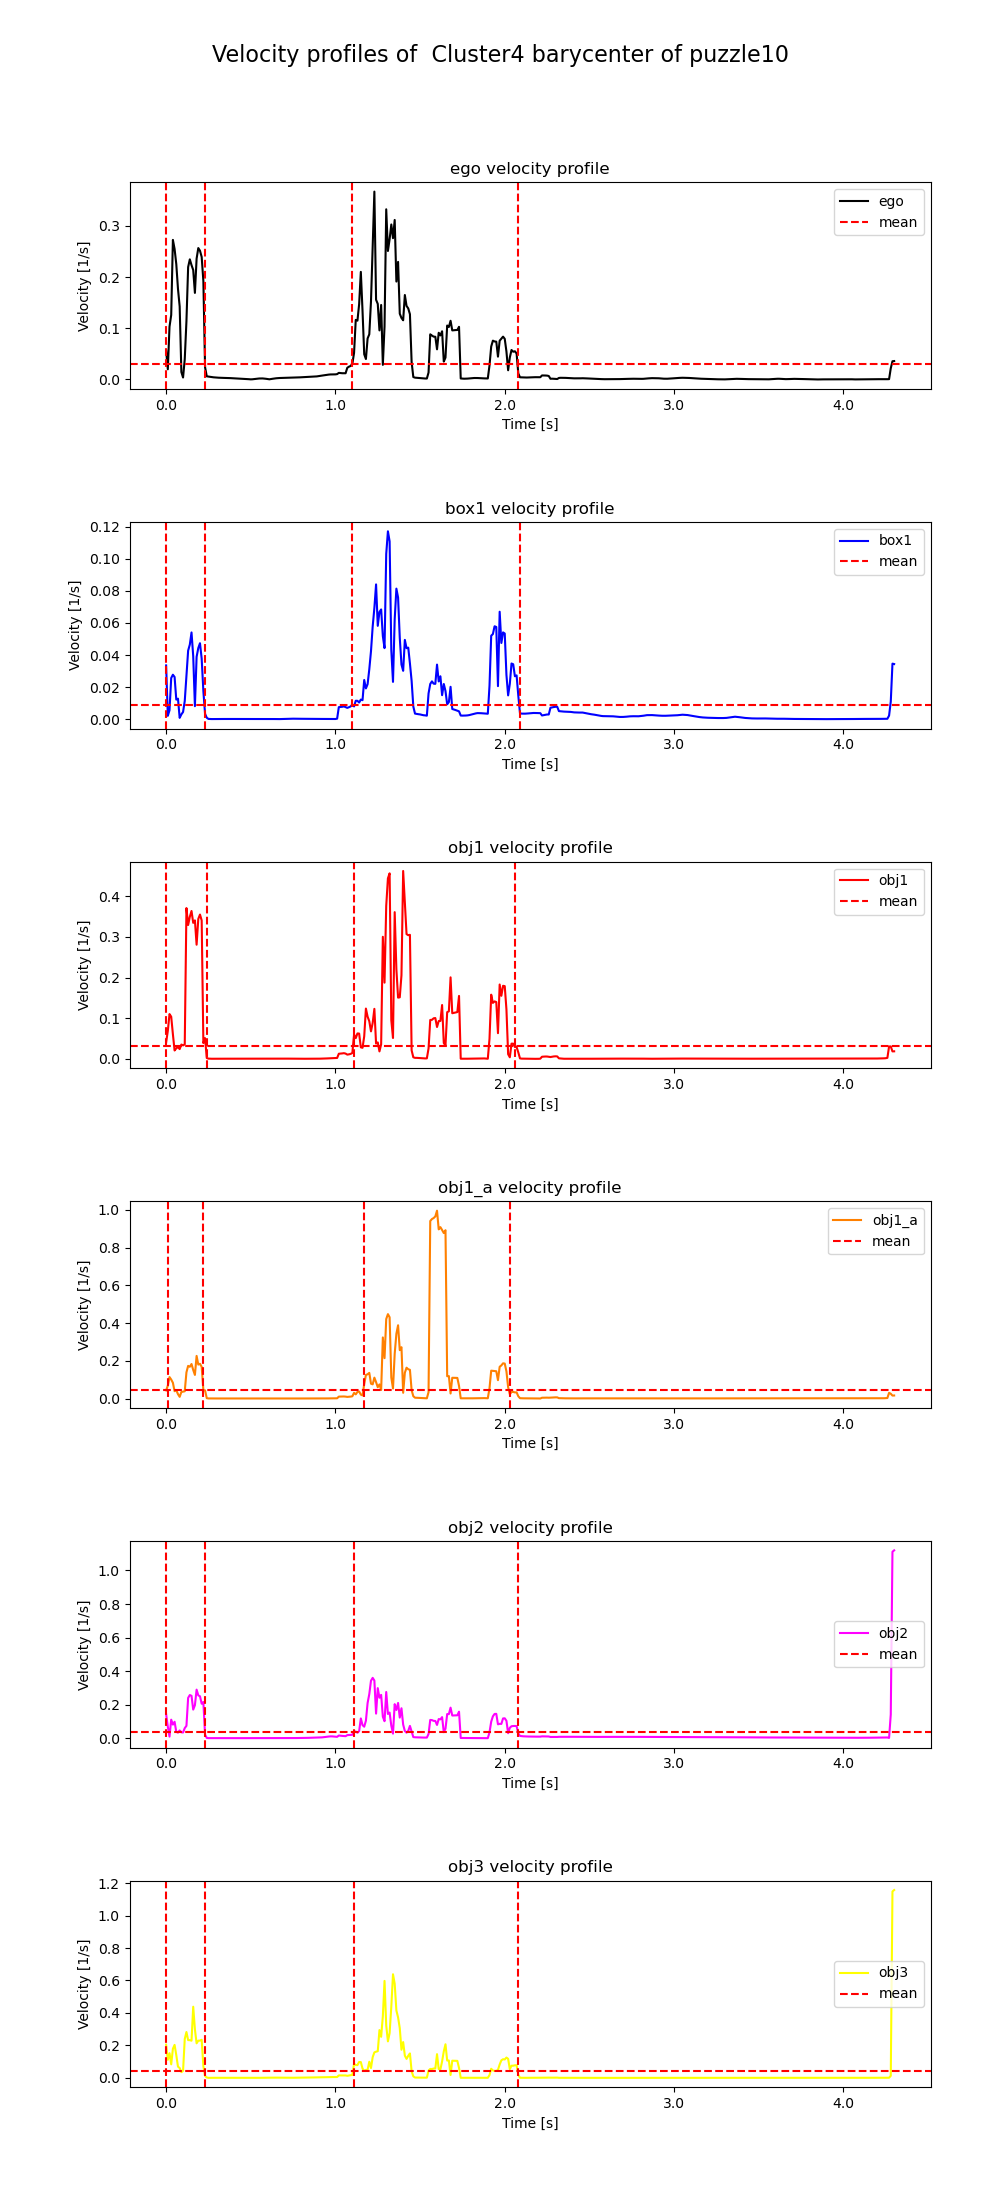 Velocity profiles of  Cluster4 barycenter of puzzle10
ego velocity profile
Velocity [1/s]
0.3
0.2
0.1
0.0
ego
mean
0.0 1.0 2.0 3.0 4.0
Time [s]
box1 velocity profile
Velocity [1/s]
0.12
0.10
0.08
0.06
0.04
0.02
0.00
box1
mean
0.0 1.0 2.0 3.0 4.0
Time [s]
obj1 velocity profile
Velocity [1/s]
0.4
0.3
0.2
0.1
0.0
obj1
mean
0.0 1.0 2.0 3.0 4.0
Time [s]
obj1_a velocity profile
Velocity [1/s]
1.0
0.8
0.6
0.4
0.2
0.0
obj1_a
mean
0.0 1.0 2.0 3.0 4.0
Time [s]
obj2 velocity profile
Velocity [1/s]
1.0
0.8
0.6
0.4
0.2
0.0
obj2
mean
0.0 1.0 2.0 3.0 4.0
Time [s]
obj3 velocity profile
Velocity [1/s]
1.2
1.0
0.8
0.6
0.4
0.2
0.0
obj3
mean
0.0 1.0 2.0 3.0 4.0
Time [s]